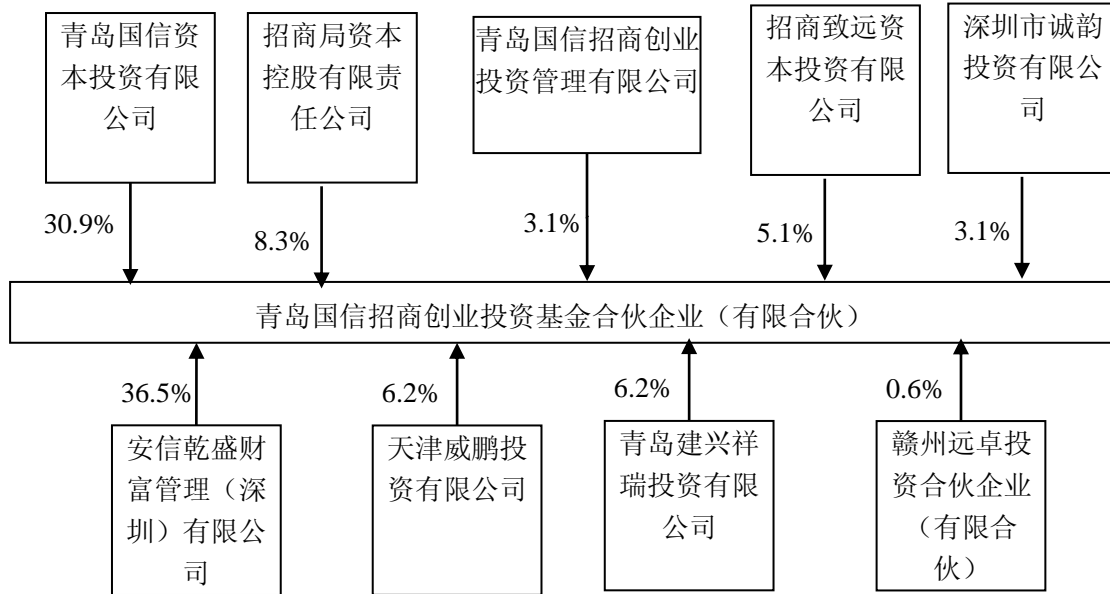 青岛国信资
本投资有限
公司
招商局资本
控股有限责
任公司
青岛国信招商创业
投资管理有限公司
招商致远资
本投资有限
公司
深圳市诚韵
投资有限公
司
30.9%
8.3%
3.1%
5.1%
3.1%
青岛国信招商创业投资基金合伙企业（有限合伙）
36.5%
6.2%
6.2%
0.6%
安信乾盛财
富管理（深
圳）有限公
司
天津威鹏投
资有限公司
青岛建兴祥
瑞投资有限
公司
赣州远卓投
资合伙企业
（有限合
伙）